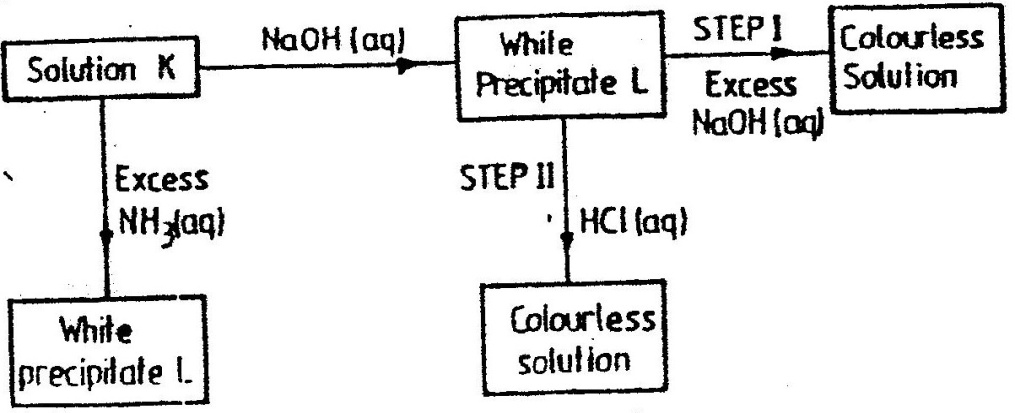 Solution K
NaOH (aq)
White
Precipitate L
STEP I
Excess
NaOH (aq)
Colourless
Solution
Excess
NH3(aq)
White
precipitate L
STEP II
HCl (aq)
Colourless
solution